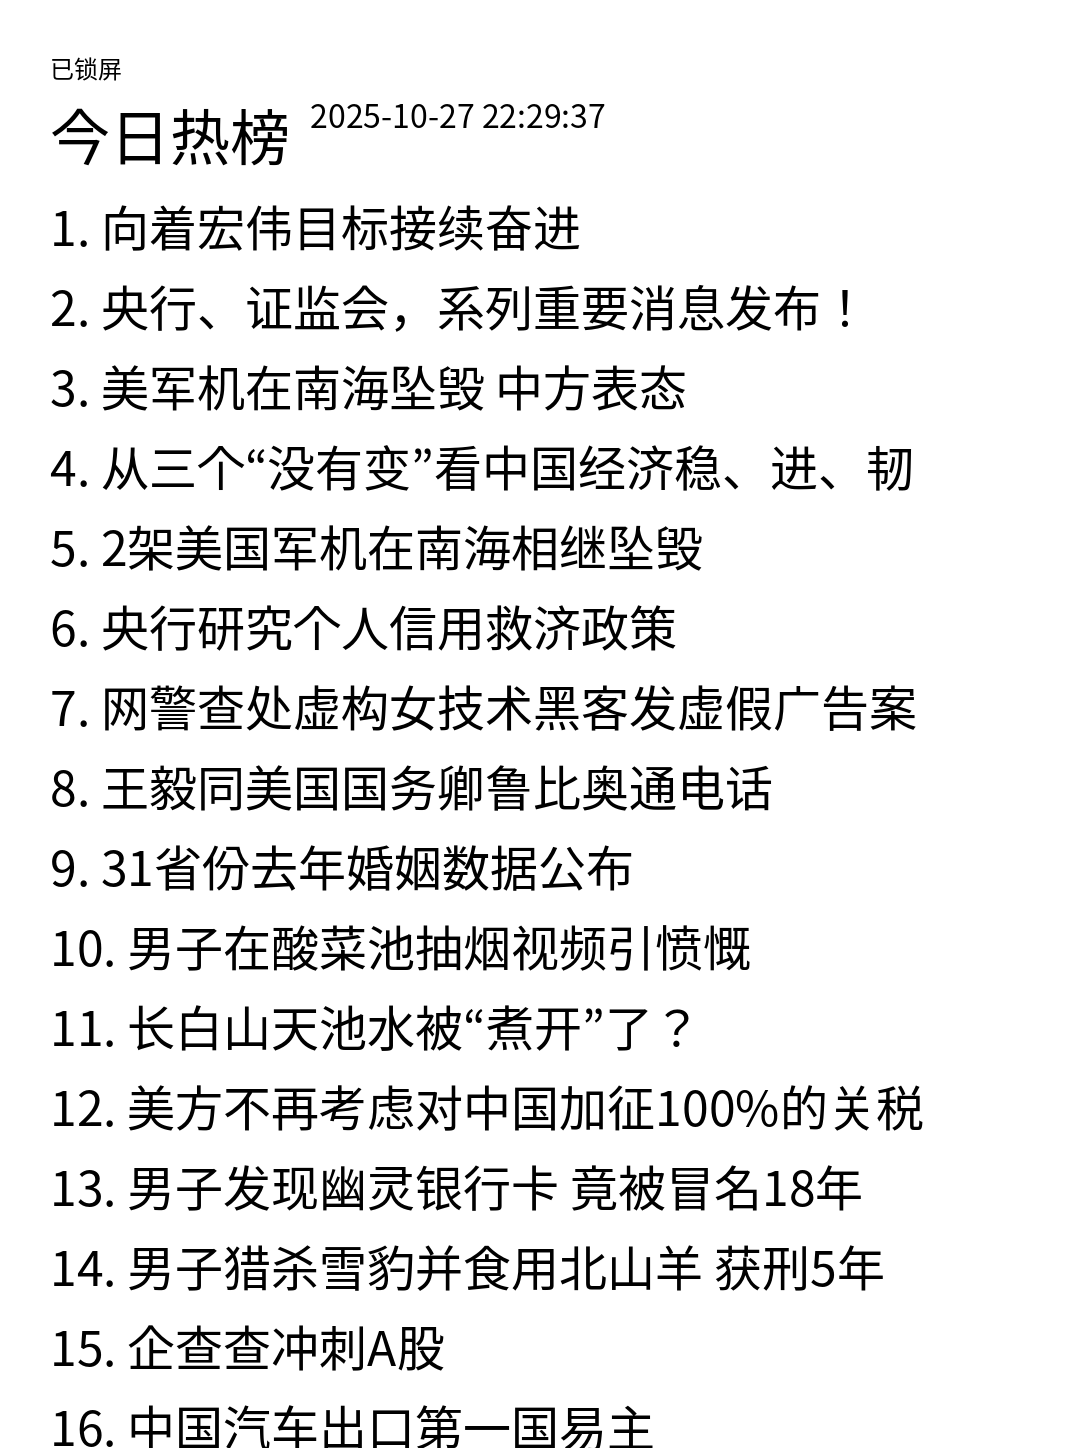 已锁屏
今日热榜 2025-10-27 22:29:37
1. 向着宏伟目标接续奋进
2. 央行、证监会，系列重要消息发布！
3. 美军机在南海坠毁 中方表态
4. 从三个“没有变”看中国经济稳、进、韧
5. 2架美国军机在南海相继坠毁
6. 央行研究个人信用救济政策
7. 网警查处虚构女技术黑客发虚假广告案
8. 王毅同美国国务卿鲁比奥通电话
9. 31省份去年婚姻数据公布
10. 男子在酸菜池抽烟视频引愤慨
11. 长白山天池水被“煮开”了？
12. 美方不再考虑对中国加征100%的关税
13. 男子发现幽灵银行卡 竟被冒名18年
14. 男子猎杀雪豹并食用北山羊 获刑5年
15. 企查查冲刺A股
16. 中国汽车出口第一国易主